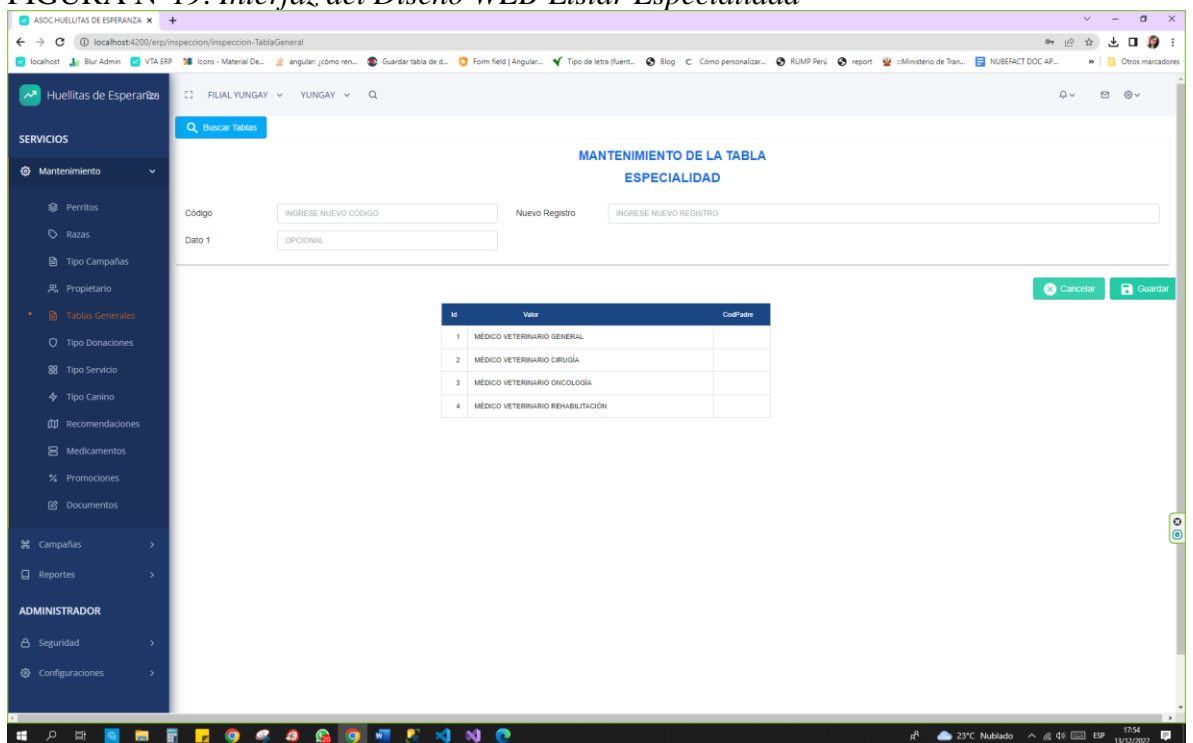 FIGURA N°19: Interfaz del Diseño WEB Listar Especialidad
ASOC.HUELLITAS DE ESPERANZA
localhost:4200/erp/inspeccion/inspeccion-TablaGeneral
localhost Blur Admin VTA ERP Icons - Material De... angular: ¿cómo ren... Guardar tabla de d... Form field | Angular... Tipo de letra (fuent... Blog Cómo personalizar... RUMP Perú report ::Ministerio de Tran... NUBEFACT DOC AP... » Otros marcadores
Huellitas de Esperanza
FILIAL YUNGAY YUNGAY
Buscar Tablas
SERVICIOS
MANTENIMIENTO DE LA TABLA
ESPECIALIDAD
Mantenimiento
Perritos
Razas
Tipo Campañas
Propietario
Tablas Generales
Tipo Donaciones
Tipo Servicio
Tipo Canino
Recomendaciones
Medicamentos
Promociones
Documentos
Campañas
Reportes
ADMINISTRADOR
Seguridad
Configuraciones
Código INGRESE NUEVO CÓDIGO Nuevo Registro INGRESE NUEVO REGISTRO
Dato 1 OPCIONAL
Cancelar Guardar
Id Valor CodPadre
1 MÉDICO VETERINARIO GENERAL
2 MÉDICO VETERINARIO CIRUGÍA
3 MÉDICO VETERINARIO ONCOLOGÍA
4 MÉDICO VETERINARIO REHABILITACIÓN
23°C Nublado ESP 17:54
13/12/2022